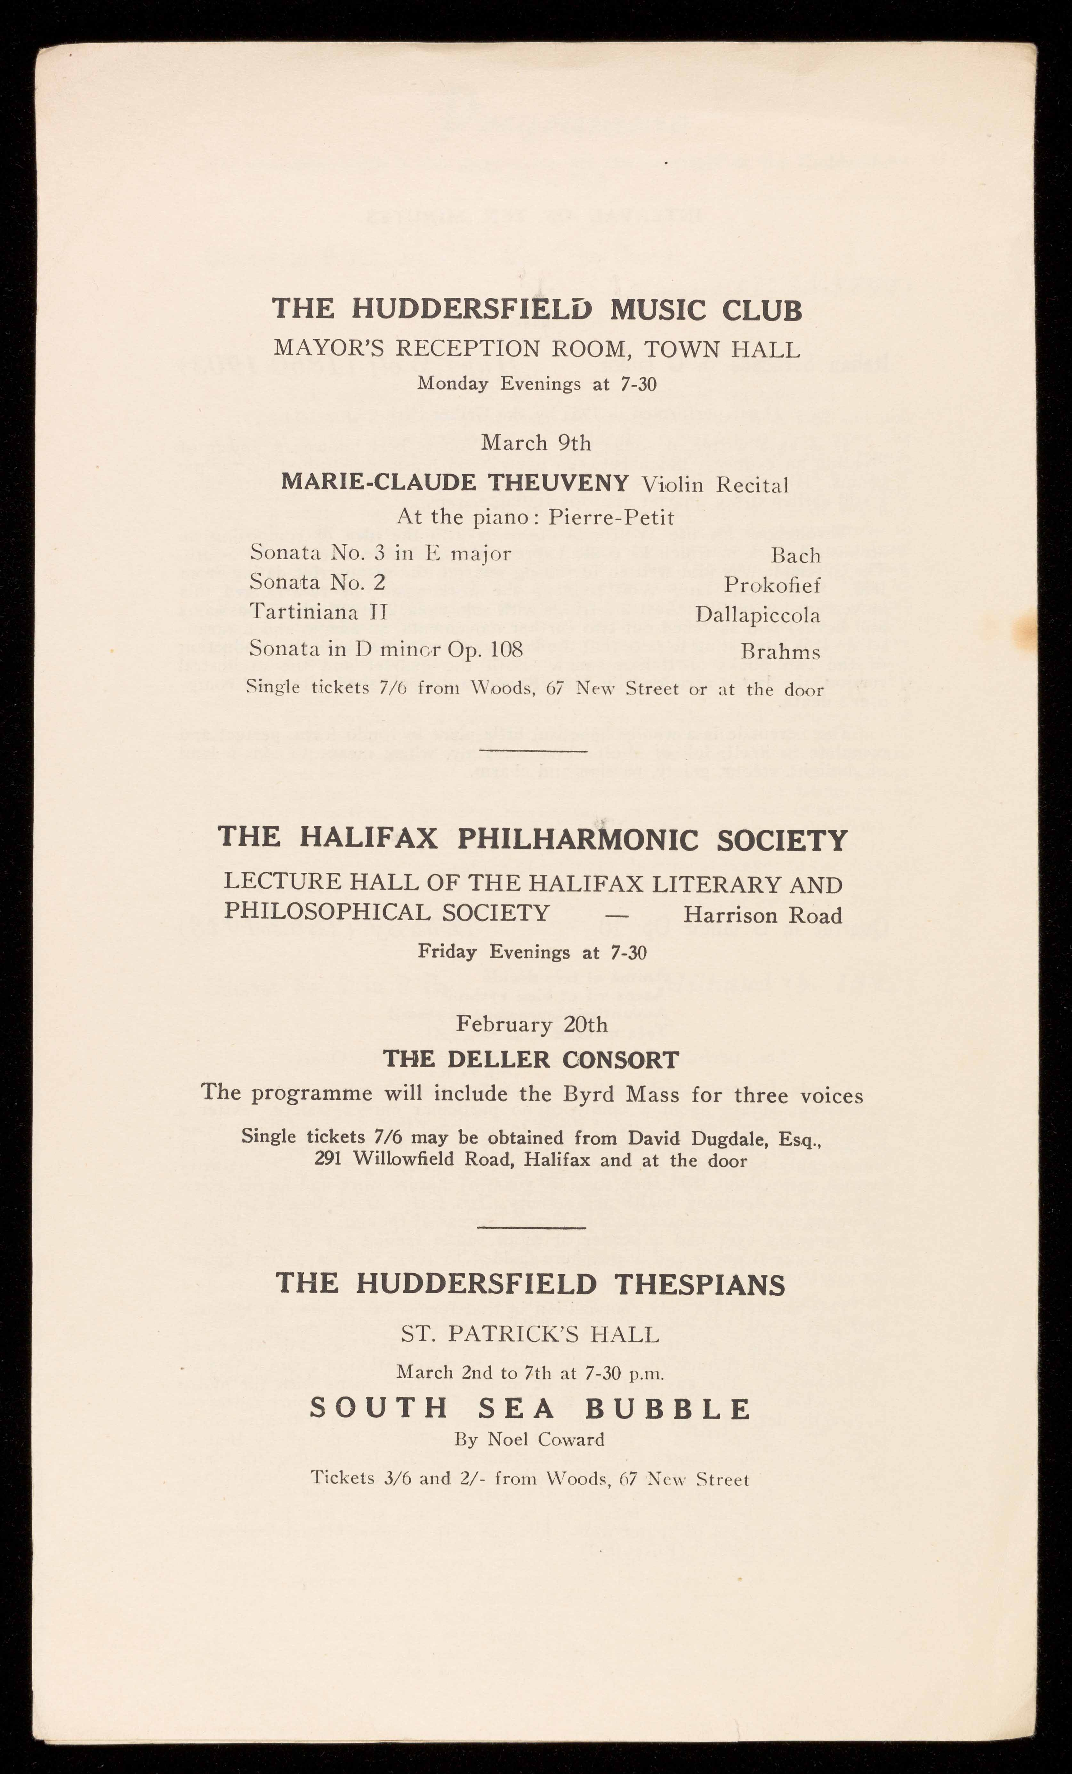 THE HUDDERSFIELD MUSIC CLUB
MAYOR'S RECEPTION ROOM, TOWN HALL
Monday Evenings at 7-30
March 9th
MARIE-CLAUDE THEUVENY Violin Recital
At the piano: Pierre-Petit
Sonata No. 3 in E major Bach
Sonata No. 2 Prokofief
Tartiniana II Dallapiccola
Sonata in D minor Op. 108 Brahms
Single tickets 7/6 from Woods, 67 New Street or at the door
THE HALIFAX PHILHARMONIC SOCIETY
LECTURE HALL OF THE HALIFAX LITERARY AND
PHILOSOPHICAL SOCIETY — Harrison Road
Friday Evenings at 7-30
February 20th
THE DELLER CONSORT
The programme will include the Byrd Mass for three voices
Single tickets 7/6 may be obtained from David Dugdale, Esq.,
291 Willowfield Road, Halifax and at the door
THE HUDDERSFIELD THESPIANS
ST. PATRICK'S HALL
March 2nd to 7th at 7-30 p.m.
SOUTH SEA BUBBLE
By Noel Coward
Tickets 3/6 and 2/- from Woods, 67 New Street